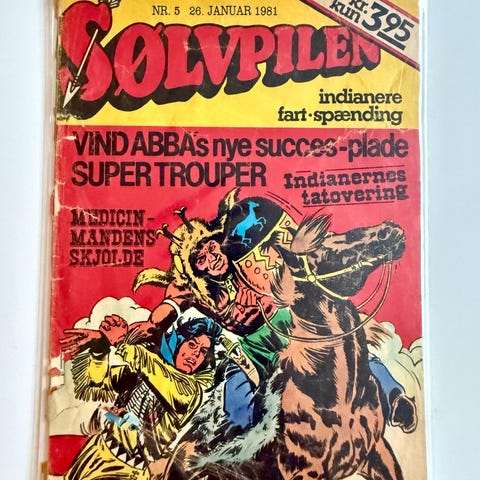 NR. 5 26. JANUAR 1981
kr.
kun 3.95
SØLVPILEN
indianere
fart·spænding
VIND ABBA's nye succes-plade
SUPER TROUPER
Indianernes
tatovering
MEDICIN-
MANDENS
SKJOLDE